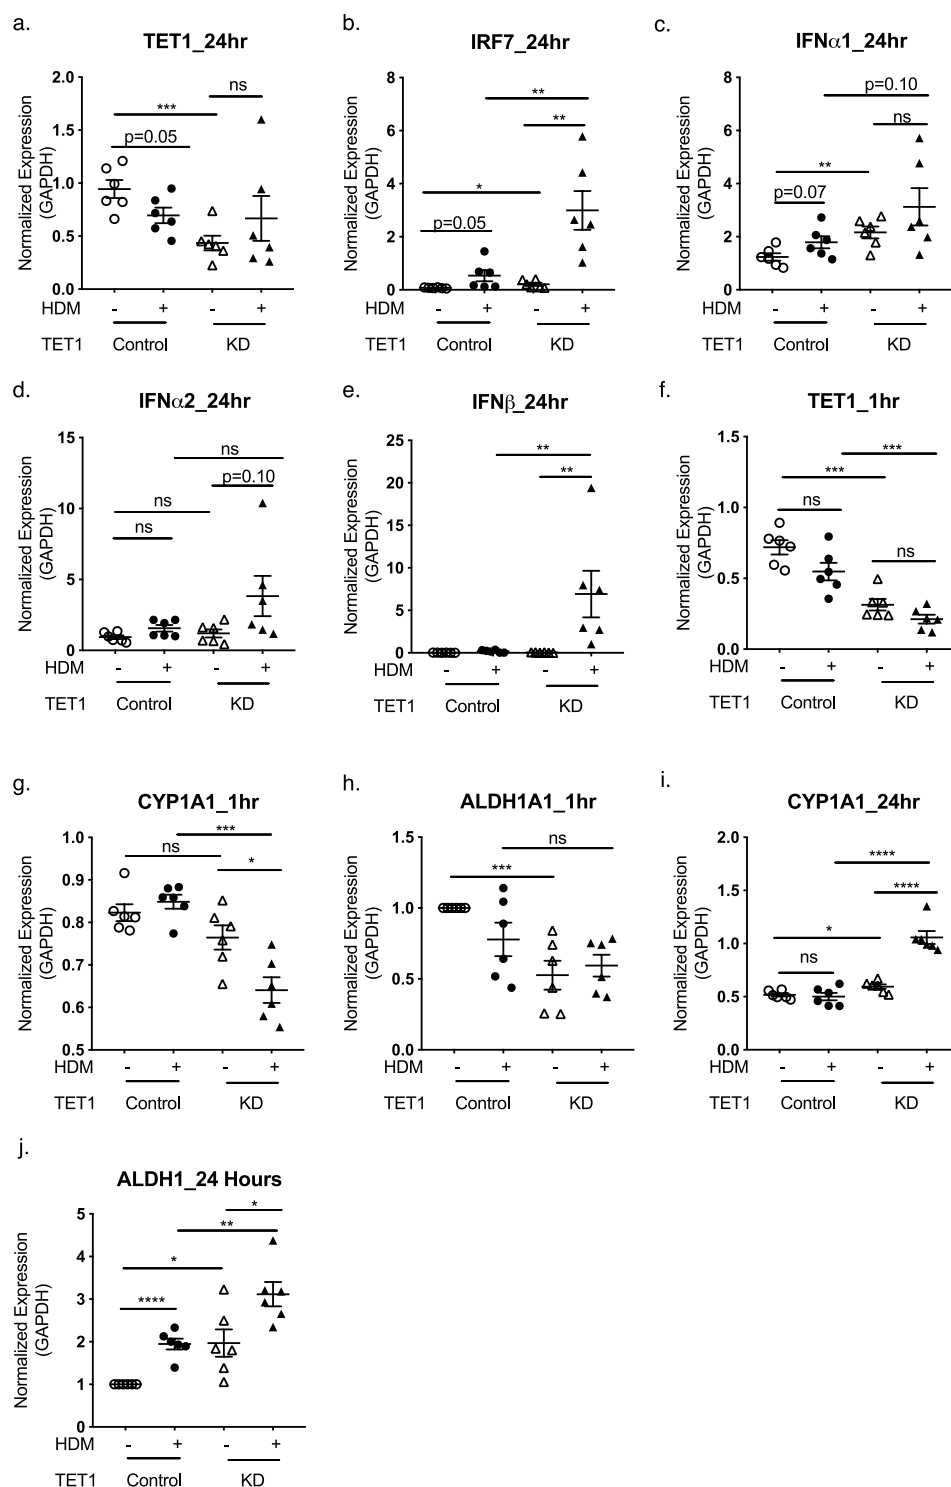 a.
TET1_24hr
Normalized Expression
(GAPDH)
2.0
1.5
1.0
0.5
0.0
ns
***
p=0.05
HDM - + - +
TET1 Control KD
b.
IRF7_24hr
Normalized Expression
(GAPDH)
8
6
4
2
0
**
**
*
p=0.05
- + - +
Control KD
c.
IFNα1_24hr
Normalized Expression
(GAPDH)
8
6
4
2
0
p=0.10
ns
**
p=0.07
HDM - + - +
TET1 Control KD
d.
IFNα2_24hr
Normalized Expression
(GAPDH)
15
10
5
0
ns
p=0.10
ns
ns
HDM - + - +
TET1 Control KD
e.
IFNβ_24hr
Normalized Expression
(GAPDH)
25
20
15
10
5
0
**
**
HDM - + - +
TET1 Control KD
f.
TET1_1hr
Normalized Expression
(GAPDH)
1.5
1.0
0.5
0.0
***
***
ns
ns
HDM - + - +
TET1 Control KD
g.
CYP1A1_1hr
Normalized Expression
(GAPDH)
1.0
0.9
0.8
0.7
0.6
0.5
***
ns
*
HDM - + - +
TET1 Control KD
h.
ALDH1A1_1hr
Normalized Expression
(GAPDH)
1.5
1.0
0.5
0.0
ns
***
HDM - + - +
TET1 Control KD
i.
CYP1A1_24hr
Normalized Expression
(GAPDH)
2.0
1.5
1.0
0.5
0.0
****
****
*
ns
HDM - + - +
TET1 Control KD
j.
ALDH1_24 Hours
Normalized Expression
(GAPDH)
5
4
3
2
1
0
*
**
*
****
HDM - + - +
TET1 Control KD